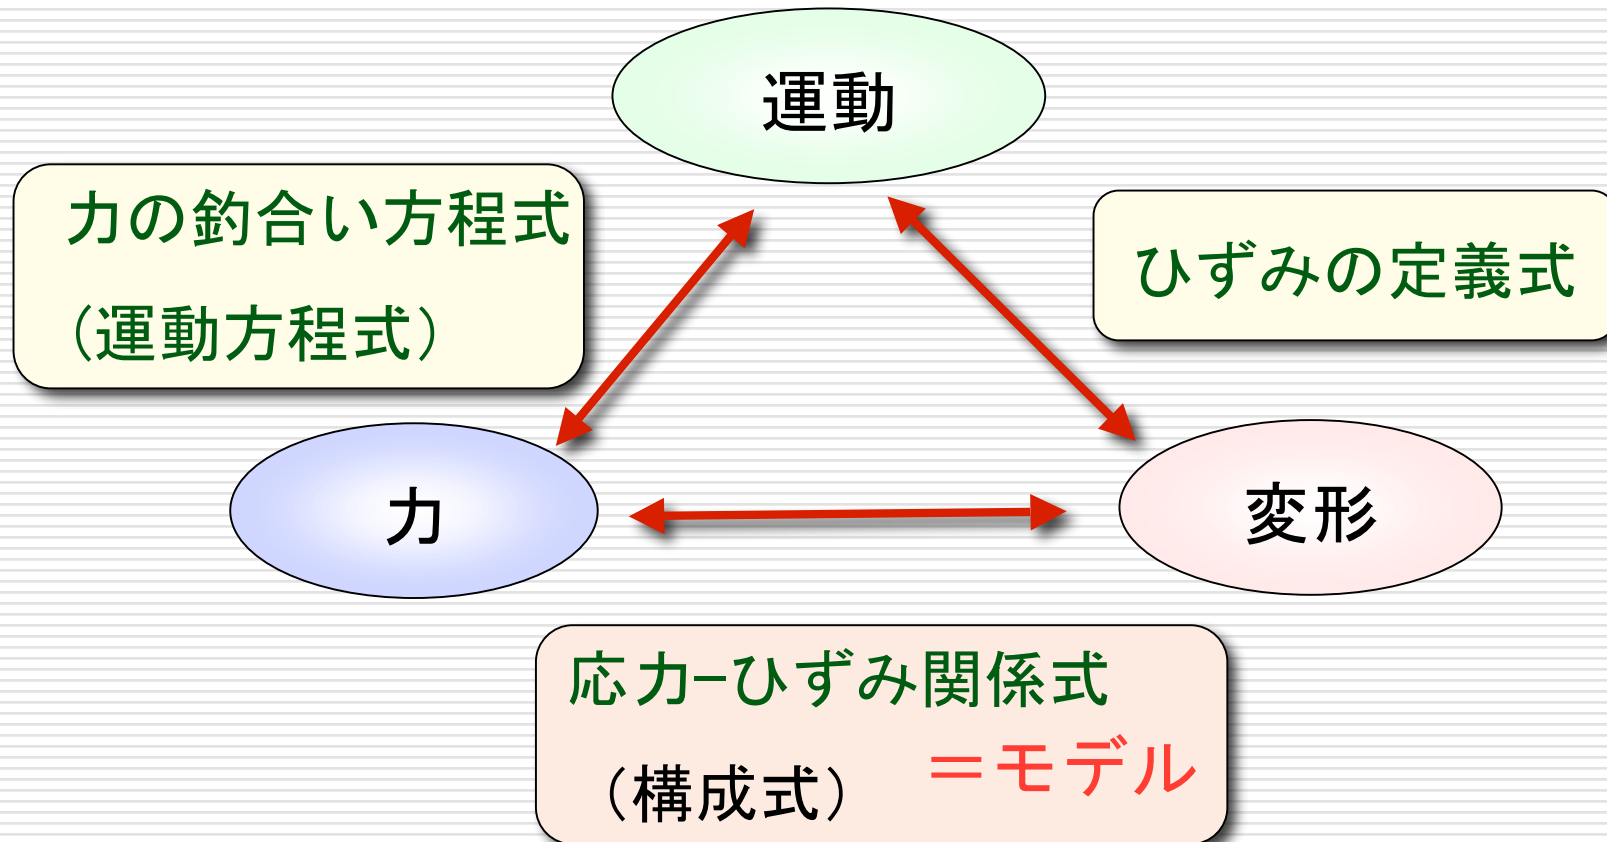 運動
力の釣合い方程式
（運動方程式）
ひずみの定義式
力
変形
応力−ひずみ関係式
（構成式） ＝モデル